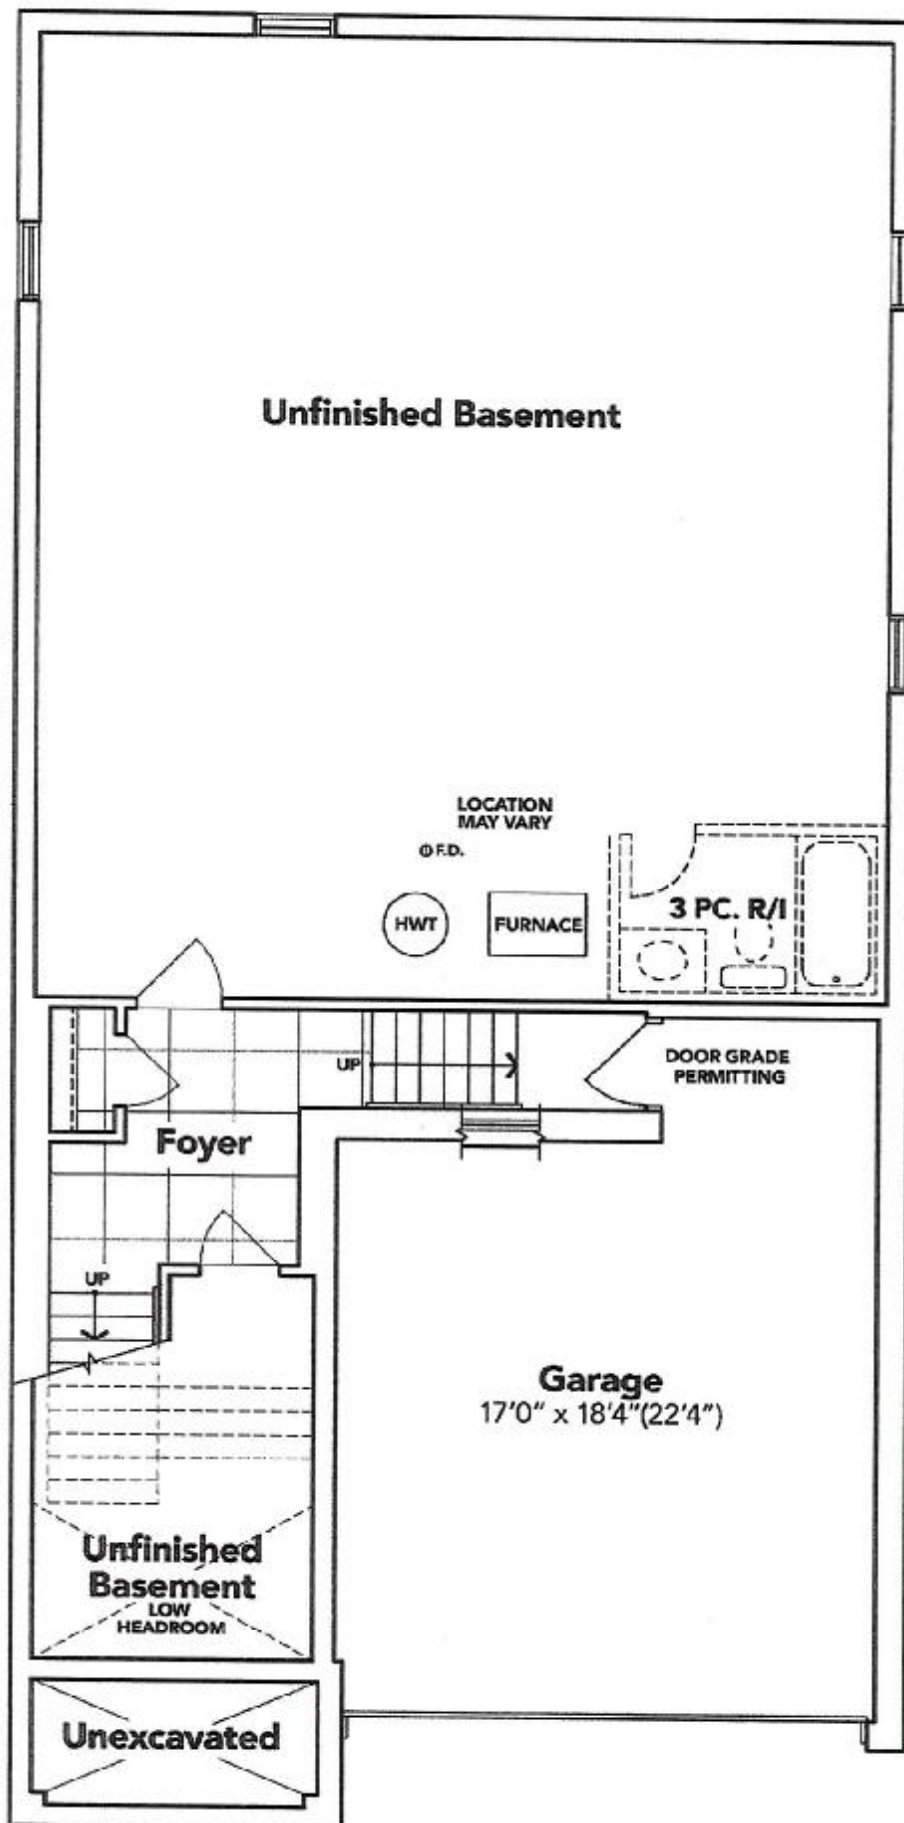 Unfinished Basement
LOCATION
MAY VARY
F.D.
HWT
FURNACE
3 PC. R/I
UP
DOOR GRADE
PERMITTING
Foyer
UP
Garage
17'0" x 18'4"(22'4")
Unfinished
Basement
LOW
HEADROOM
Unexcavated